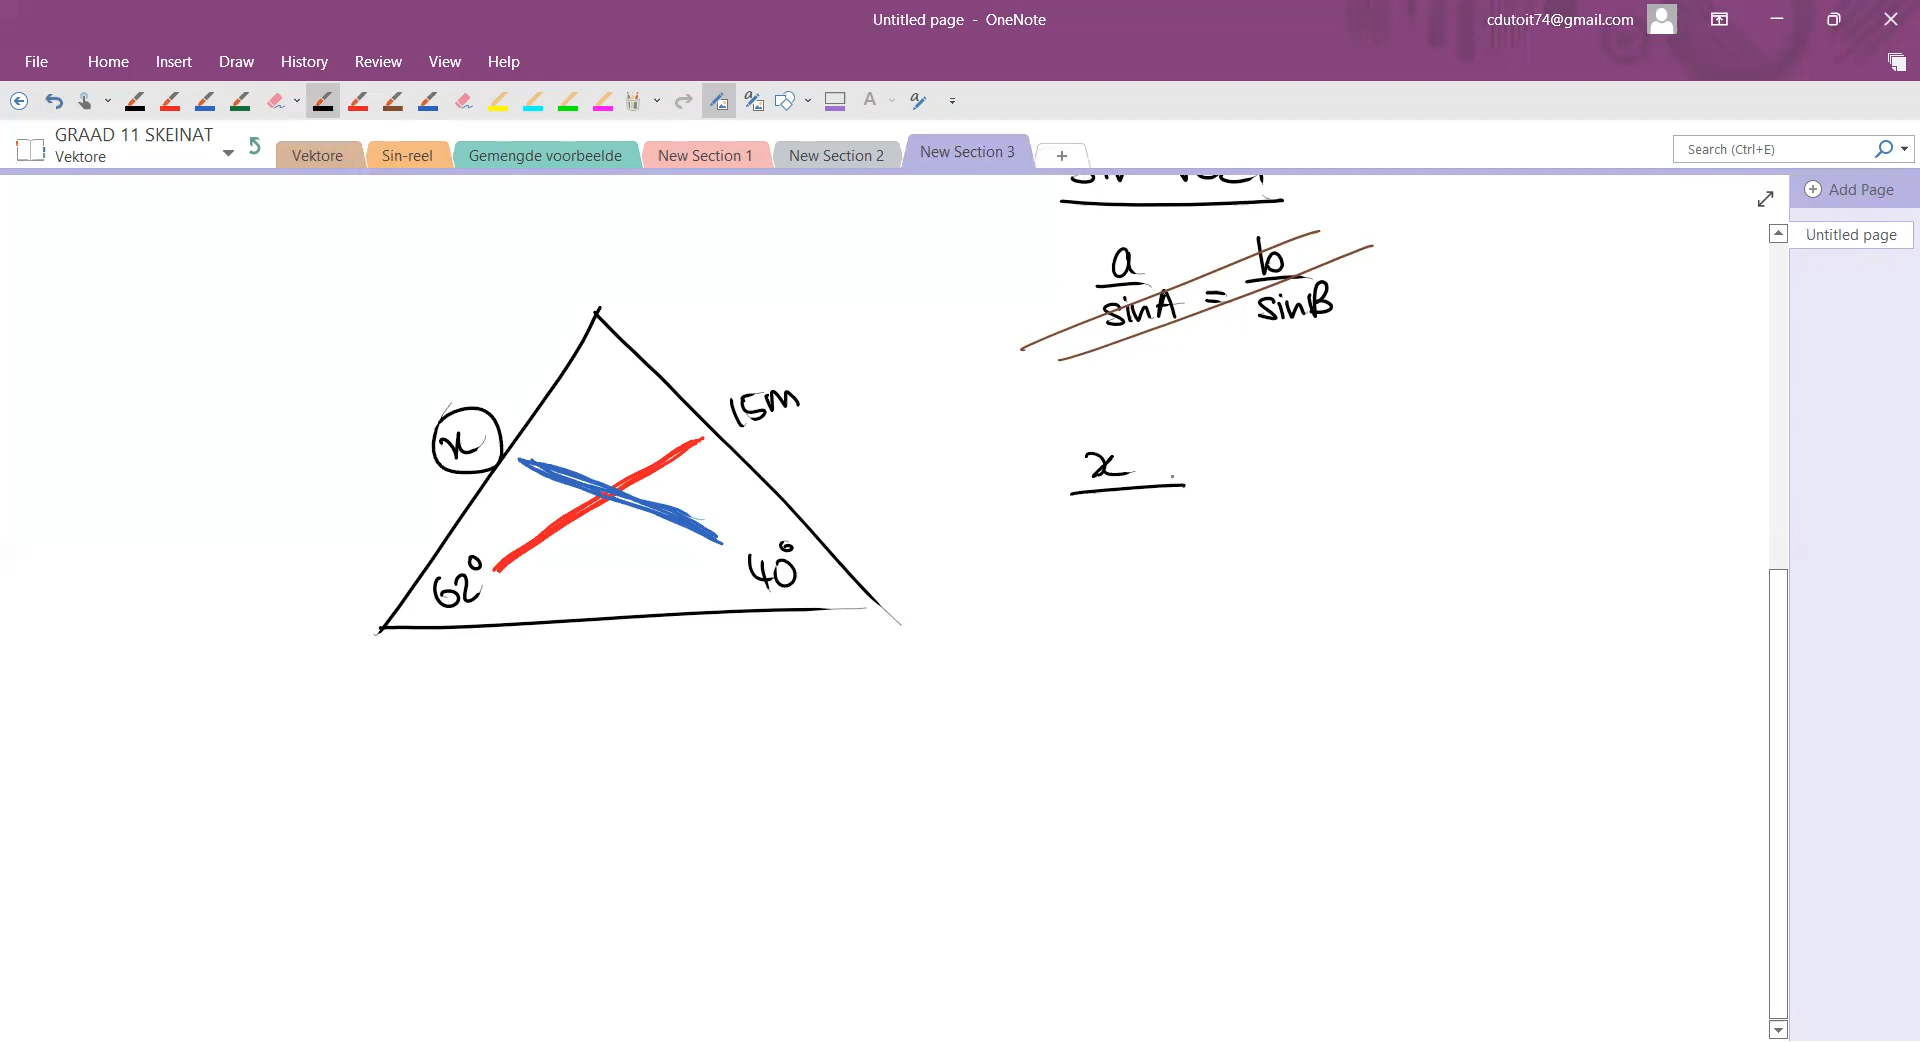 Untitled page - OneNote
cdutoit74@gmail.com
File Home Insert Draw History Review View Help
GRAAD 11 SKEINAT
Vektore
Vektore Sin-reel Gemengde voorbeelde New Section 1 New Section 2 New Section 3
Search (Ctrl+E)
Add Page
Untitled page
a/sinA = b/sinB
x
15m
x
62°
40°